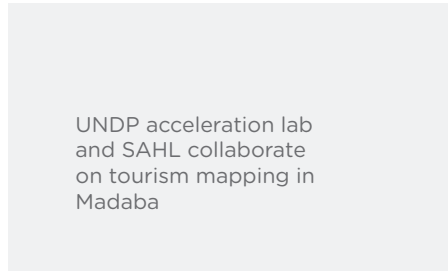 UNDP acceleration lab
and SAHL collaborate
on tourism mapping in
Madaba